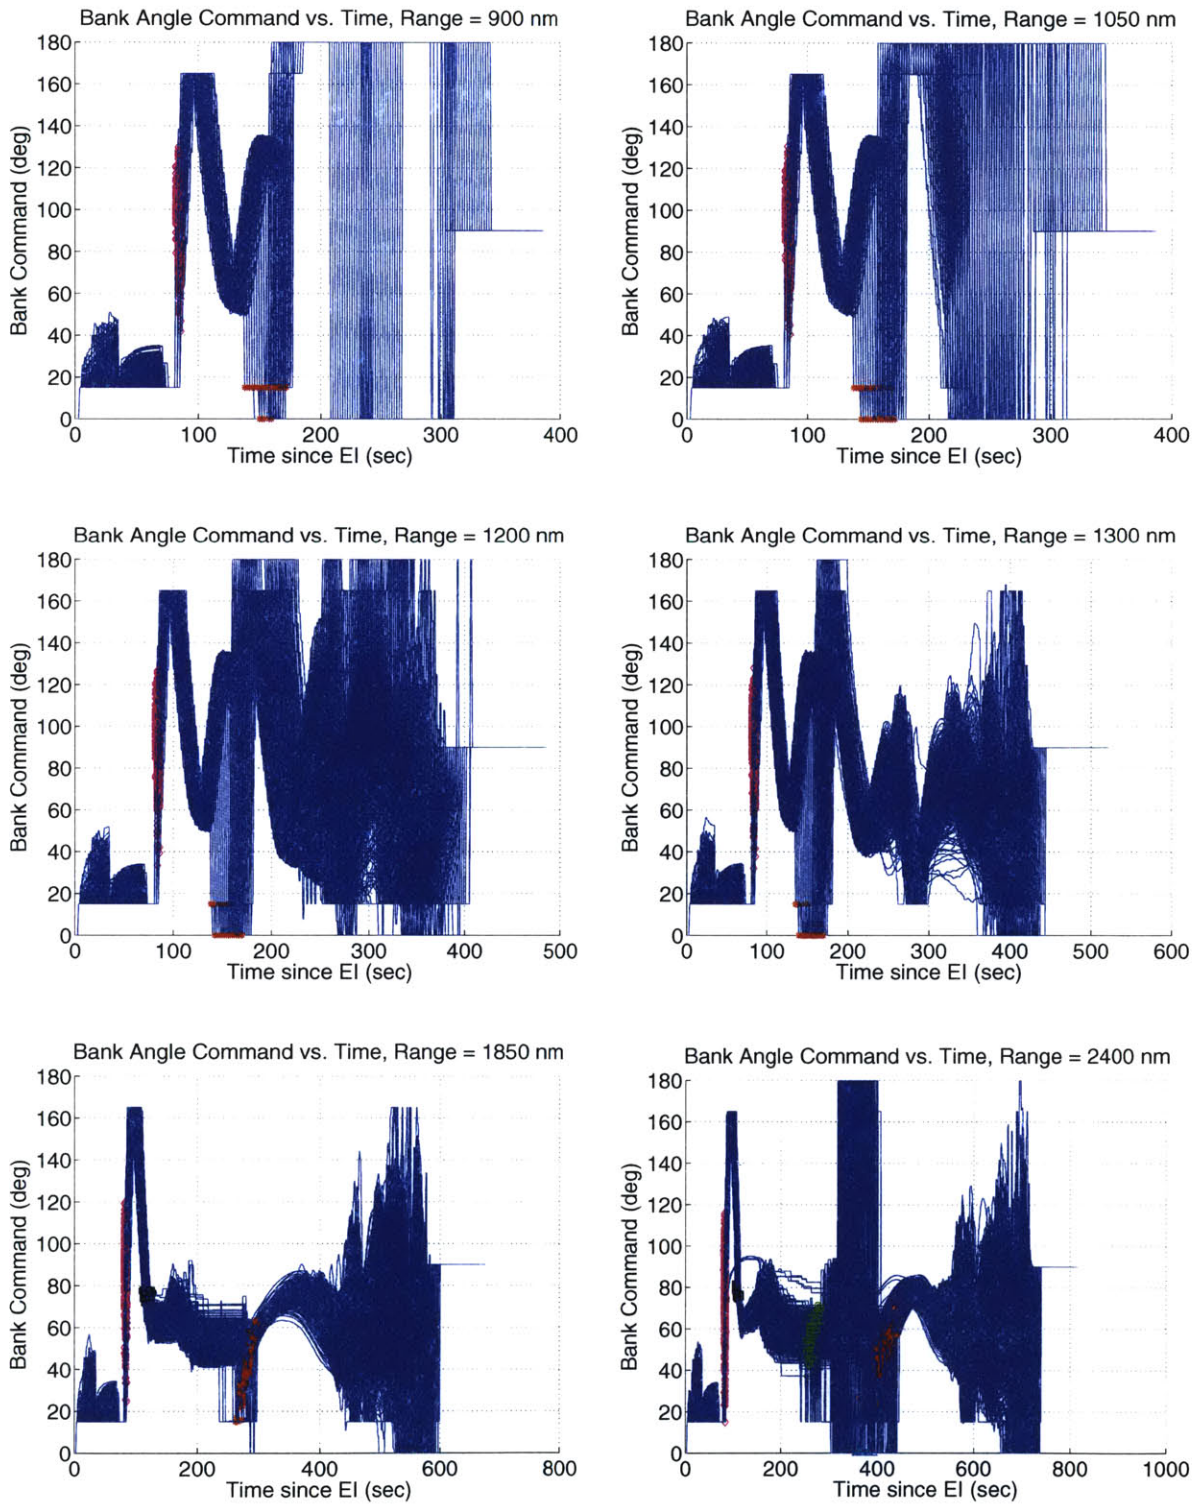 Bank Angle Command vs. Time, Range = 900 nm
180
160
140
120
100
80
60
40
20
0
Bank Command (deg)
0 100 200 300 400
Time since EI (sec)
Bank Angle Command vs. Time, Range = 1050 nm
180
160
140
120
100
80
60
40
20
0
Bank Command (deg)
0 100 200 300 400
Time since EI (sec)
Bank Angle Command vs. Time, Range = 1200 nm
180
160
140
120
100
80
60
40
20
0
Bank Command (deg)
0 100 200 300 400 500
Time since EI (sec)
Bank Angle Command vs. Time, Range = 1300 nm
180
160
140
120
100
80
60
40
20
0
Bank Command (deg)
0 100 200 300 400 500 600
Time since EI (sec)
Bank Angle Command vs. Time, Range = 1850 nm
180
160
140
120
100
80
60
40
20
0
Bank Command (deg)
0 200 400 600 800
Time since EI (sec)
Bank Angle Command vs. Time, Range = 2400 nm
180
160
140
120
100
80
60
40
20
0
Bank Command (deg)
0 200 400 600 800 1000
Time since EI (sec)